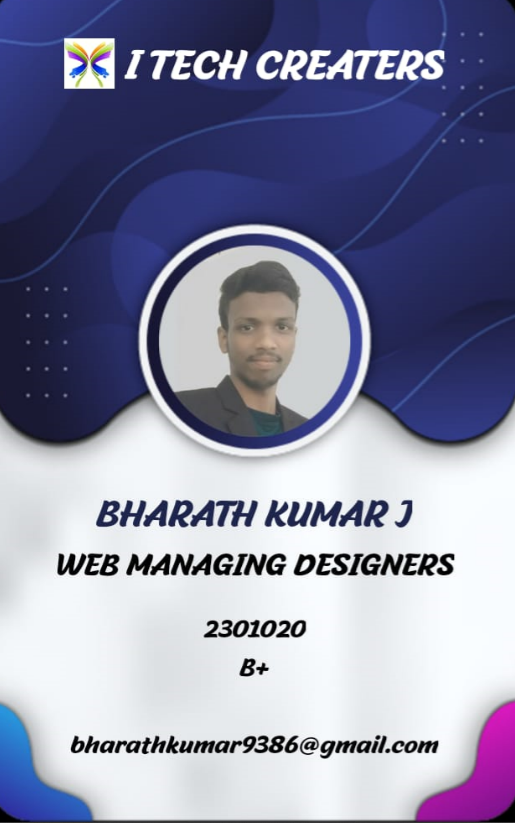 I TECH CREATERS
BHARATH KUMAR J
WEB MANAGING DESIGNERS
2301020
B+
bharathkumar9386@gmail.com